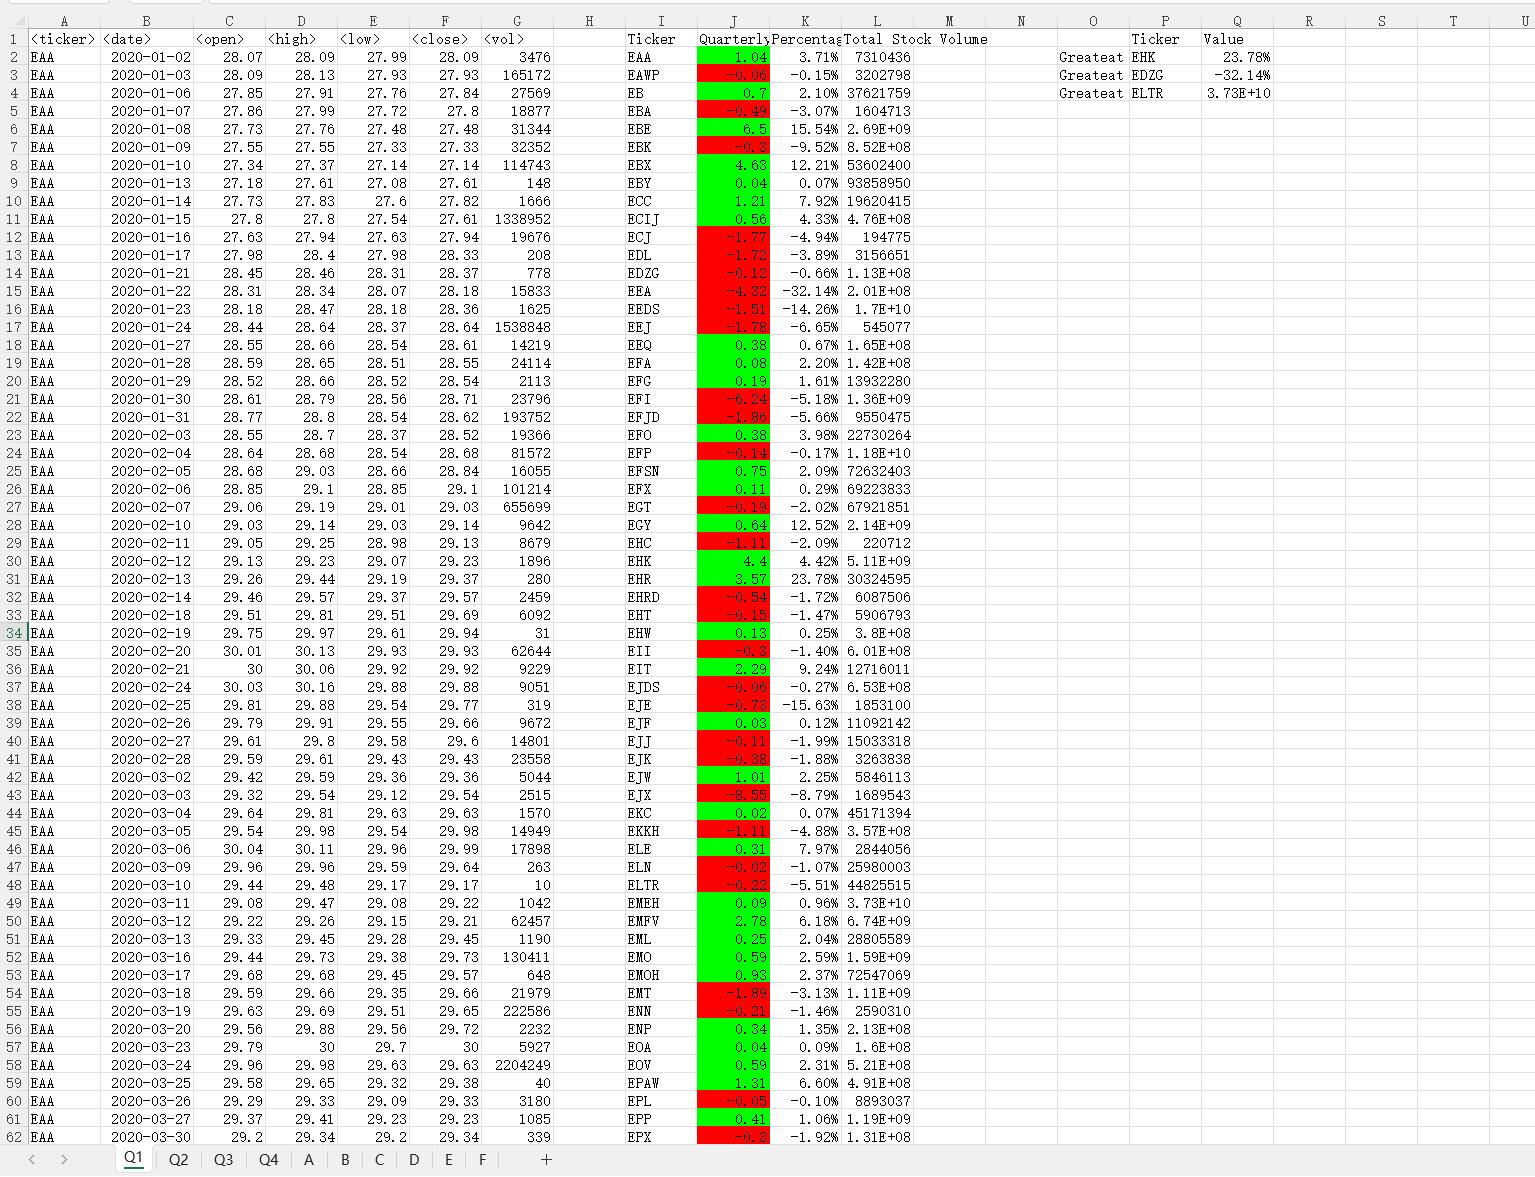 A B C D E F G H I J K L M N O P Q R S T U
1 <ticker> <date> <open> <high> <low> <close> <vol> Ticker Quarterly Percentag Total Stock Volume Ticker Value
2 EAA 2020-01-02 28.07 28.09 27.99 28.09 3476 EAA 1.04 3.71% 7310436 Greateat EHK 23.78%
3 EAA 2020-01-03 28.09 28.13 27.93 27.93 165172 EAWP -0.06 -0.15% 3202798 Greateat EDZG -32.14%
4 EAA 2020-01-06 27.85 27.91 27.76 27.84 27569 EB 0.7 2.10% 37621759 Greateat ELTR 3.73E+10
5 EAA 2020-01-07 27.86 27.99 27.72 27.8 18877 EBA -0.49 -3.07% 1604713
6 EAA 2020-01-08 27.73 27.76 27.48 27.48 31344 EBE 6.5 15.54% 2.69E+09
7 EAA 2020-01-09 27.55 27.55 27.33 27.33 32352 EBK -0.3 -9.52% 8.52E+08
8 EAA 2020-01-10 27.34 27.37 27.14 27.14 114743 EBX 4.63 12.21% 53602400
9 EAA 2020-01-13 27.18 27.61 27.08 27.61 148 EBY 0.04 0.07% 93858950
10 EAA 2020-01-14 27.73 27.83 27.6 27.82 1666 ECC 1.21 7.92% 19620415
11 EAA 2020-01-15 27.8 27.8 27.54 27.61 1338952 ECIJ 0.56 4.33% 4.76E+08
12 EAA 2020-01-16 27.63 27.94 27.63 27.94 19676 ECJ -1.77 -4.94% 194775
13 EAA 2020-01-17 27.98 28.4 27.98 28.33 208 EDL -1.72 -3.89% 3156651
14 EAA 2020-01-21 28.45 28.46 28.31 28.37 778 EDZG -0.12 -0.66% 1.13E+08
15 EAA 2020-01-22 28.31 28.34 28.07 28.18 15833 EEA -4.32 -32.14% 2.01E+08
16 EAA 2020-01-23 28.18 28.47 28.18 28.36 1625 EEDS -1.51 -14.26% 1.7E+10
17 EAA 2020-01-24 28.44 28.64 28.37 28.64 1538848 EEJ -1.78 -6.65% 545077
18 EAA 2020-01-27 28.55 28.66 28.54 28.61 14219 EEQ 0.38 0.67% 1.65E+08
19 EAA 2020-01-28 28.59 28.65 28.51 28.55 24114 EFA 0.08 2.20% 1.42E+08
20 EAA 2020-01-29 28.52 28.66 28.52 28.54 2113 EFG 0.19 1.61% 13932280
21 EAA 2020-01-30 28.61 28.79 28.56 28.71 23796 EFI -6.24 -5.18% 1.36E+09
22 EAA 2020-01-31 28.77 28.8 28.54 28.62 193752 EFJD -1.86 -5.66% 9550475
23 EAA 2020-02-03 28.55 28.7 28.37 28.52 19366 EFO 0.38 3.98% 22730264
24 EAA 2020-02-04 28.64 28.68 28.54 28.68 81572 EFP -0.14 -0.17% 1.18E+10
25 EAA 2020-02-05 28.68 29.03 28.66 28.84 16055 EFSN 0.75 2.09% 72632403
26 EAA 2020-02-06 28.85 29.1 28.85 29.1 101214 EFX 0.11 0.29% 69223833
27 EAA 2020-02-07 29.06 29.19 29.01 29.03 655699 EGT -0.19 -2.02% 67921851
28 EAA 2020-02-10 29.03 29.14 29.03 29.14 9642 EGY 0.64 12.52% 2.14E+09
29 EAA 2020-02-11 29.05 29.25 28.98 29.13 8679 EHC -1.11 -2.09% 220712
30 EAA 2020-02-12 29.13 29.23 29.07 29.23 1896 EHK 4.4 4.42% 5.11E+09
31 EAA 2020-02-13 29.26 29.44 29.19 29.37 280 EHR 3.57 23.78% 30324595
32 EAA 2020-02-14 29.46 29.57 29.37 29.57 2459 EHRD -0.54 -1.72% 6087506
33 EAA 2020-02-18 29.51 29.81 29.51 29.69 6092 EHT -0.15 -1.47% 5906793
34 EAA 2020-02-19 29.75 29.97 29.61 29.94 31 EHW 0.13 0.25% 3.8E+08
35 EAA 2020-02-20 30.01 30.13 29.93 29.93 62644 EII -0.3 -1.40% 6.01E+08
36 EAA 2020-02-21 30 30.06 29.92 29.92 9229 EIT 2.29 9.24% 12716011
37 EAA 2020-02-24 30.03 30.16 29.88 29.88 9051 EJDS -0.06 -0.27% 6.53E+08
38 EAA 2020-02-25 29.81 29.88 29.54 29.77 319 EJE -0.73 -15.63% 1853100
39 EAA 2020-02-26 29.79 29.91 29.55 29.66 9672 EJF 0.03 0.12% 11092142
40 EAA 2020-02-27 29.61 29.8 29.58 29.6 14801 EJJ -0.11 -1.99% 15033318
41 EAA 2020-02-28 29.59 29.61 29.43 29.43 23558 EJK -0.38 -1.88% 3263838
42 EAA 2020-03-02 29.42 29.59 29.36 29.36 5044 EJW 1.01 2.25% 5846113
43 EAA 2020-03-03 29.32 29.54 29.12 29.54 2515 EJX -8.55 -8.79% 1689543
44 EAA 2020-03-04 29.64 29.81 29.63 29.63 1570 EKC 0.02 0.07% 45171394
45 EAA 2020-03-05 29.54 29.98 29.54 29.98 14949 EKKH -1.11 -4.88% 3.57E+08
46 EAA 2020-03-06 30.04 30.11 29.96 29.99 17898 ELE 0.31 7.97% 2844056
47 EAA 2020-03-09 29.96 29.96 29.59 29.64 263 ELN -0.02 -1.07% 25980003
48 EAA 2020-03-10 29.44 29.48 29.17 29.17 10 ELTR -0.22 -5.51% 44825515
49 EAA 2020-03-11 29.08 29.47 29.08 29.22 1042 EMEH 0.09 0.96% 3.73E+10
50 EAA 2020-03-12 29.22 29.26 29.15 29.21 62457 EMFV 2.78 6.18% 6.74E+09
51 EAA 2020-03-13 29.33 29.45 29.28 29.45 1190 EML 0.25 2.04% 28805589
52 EAA 2020-03-16 29.44 29.73 29.38 29.73 130411 EMO 0.59 2.59% 1.59E+09
53 EAA 2020-03-17 29.68 29.68 29.45 29.57 648 EMOH 0.93 2.37% 72547069
54 EAA 2020-03-18 29.59 29.66 29.35 29.66 21979 EMT -1.89 -3.13% 1.11E+09
55 EAA 2020-03-19 29.63 29.69 29.51 29.65 222586 ENN -0.21 -1.46% 2590310
56 EAA 2020-03-20 29.56 29.88 29.56 29.72 2232 ENP 0.34 1.35% 2.13E+08
57 EAA 2020-03-23 29.79 30 29.7 30 5927 EOA 0.04 0.09% 1.6E+08
58 EAA 2020-03-24 29.96 29.98 29.63 29.63 2204249 EOV 0.59 2.31% 5.21E+08
59 EAA 2020-03-25 29.58 29.65 29.32 29.38 40 EPAW 1.31 6.60% 4.91E+08
60 EAA 2020-03-26 29.29 29.33 29.09 29.33 3180 EPL -0.05 -0.10% 8893037
61 EAA 2020-03-27 29.37 29.41 29.23 29.23 1085 EPP 0.41 1.06% 1.19E+09
62 EAA 2020-03-30 29.2 29.34 29.2 29.34 339 EPX -0.3 -1.92% 1.31E+08
Q1 Q2 Q3 Q4 A B C D E F +